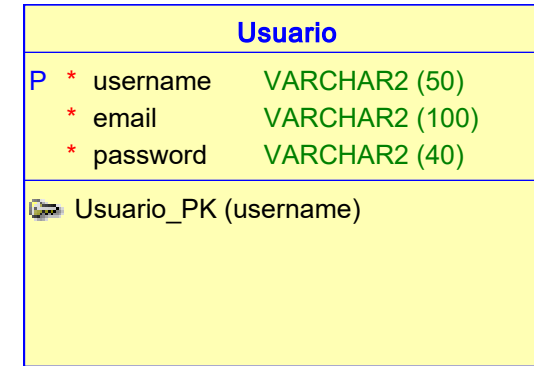 Usuario
P * username VARCHAR2 (50)
* email VARCHAR2 (100)
* password VARCHAR2 (40)
Usuario_PK (username)